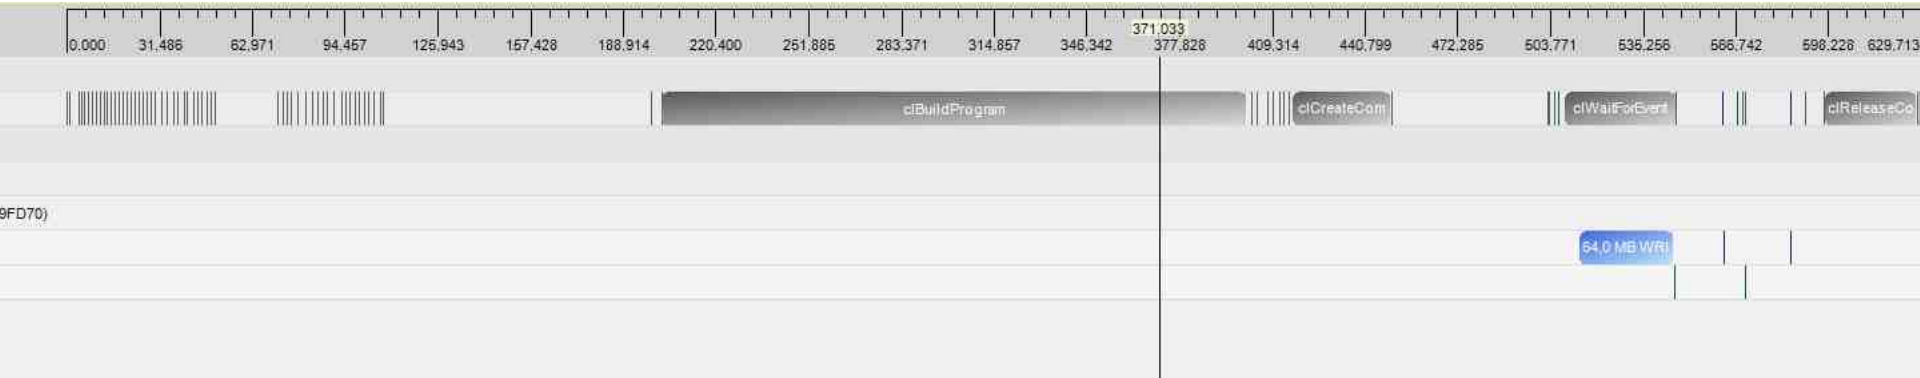 371.033
0.000 31,486 62,971 94,457 125,943 157,428 188,914 220,400 251,885 283,371 314,857 346,342 377,828 409,314 440,799 472,285 503,771 535,256 566,742 598,228 629,713
clBuildProgram clCreateCom clWaitForEvent clReleaseCo
9FD70)
64,0 MB WRI